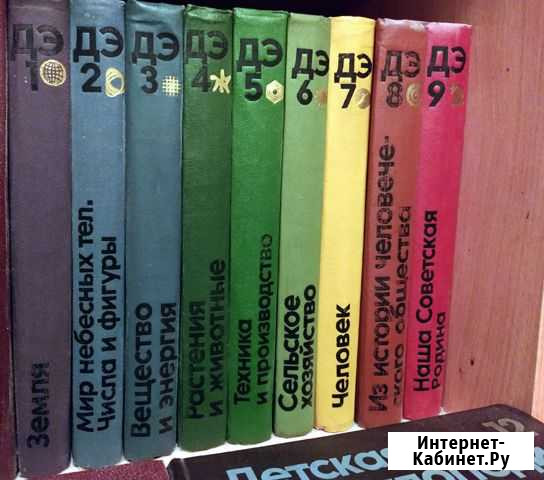 ДЭ
1
Земля
ДЭ
2
Мир небесных тел.
Числа и фигуры
ДЭ
3
Вещество
и энергия
ДЭ
4
Растения
и животные
ДЭ
5
Техника
и производство
ДЭ
6
Сельское
хозяйство
ДЭ
7
Человек
ДЭ
8
Из истории человече-
ского общества
ДЭ
9
Наша Советская
Родина
12
Детская
Интернет-
Кабинет.Ру